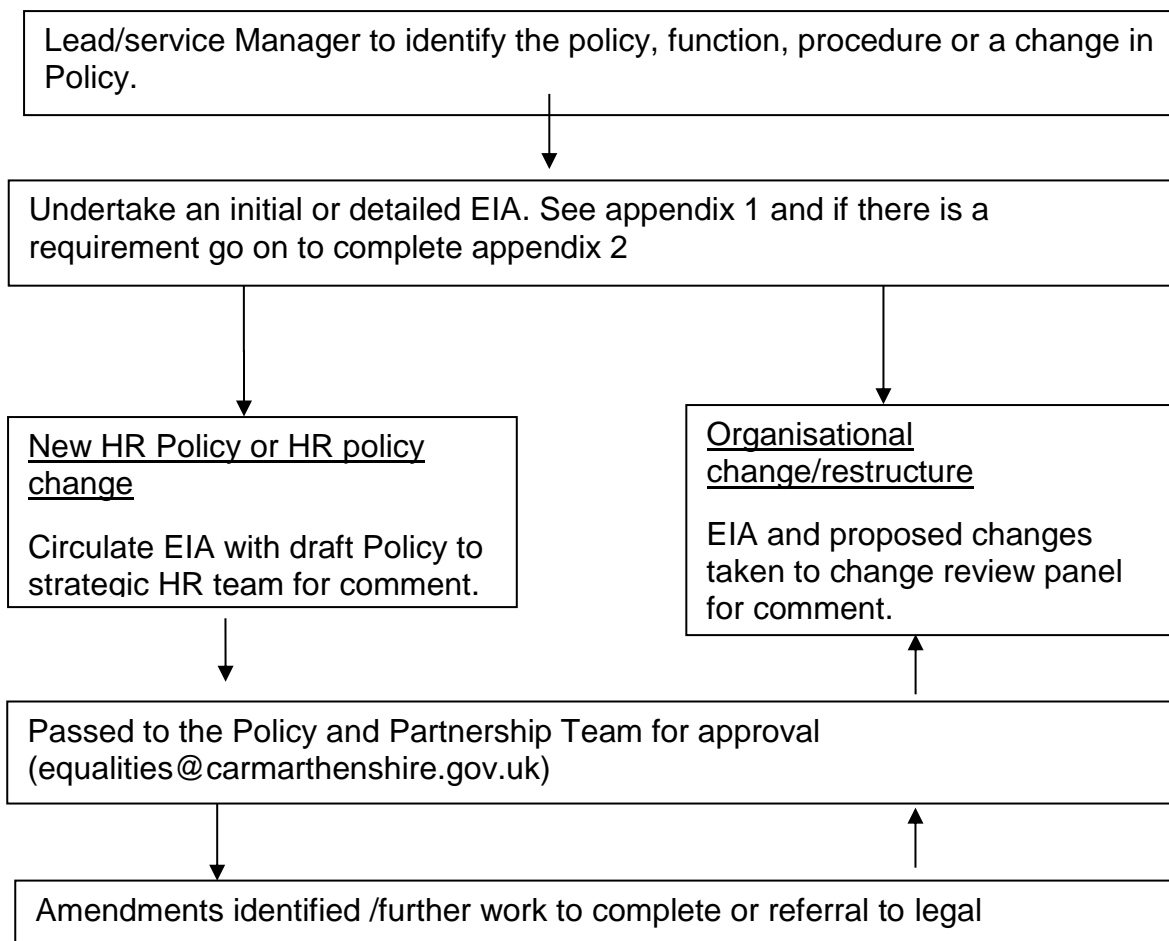 Lead/service Manager to identify the policy, function, procedure or a change in
Policy.
Undertake an initial or detailed EIA. See appendix 1 and if there is a
requirement go on to complete appendix 2
New HR Policy or HR policy
change
Circulate EIA with draft Policy to
strategic HR team for comment.
Organisational
change/restructure
EIA and proposed changes
taken to change review panel
for comment.
Passed to the Policy and Partnership Team for approval
(equalities@carmarthenshire.gov.uk)
Amendments identified /further work to complete or referral to legal